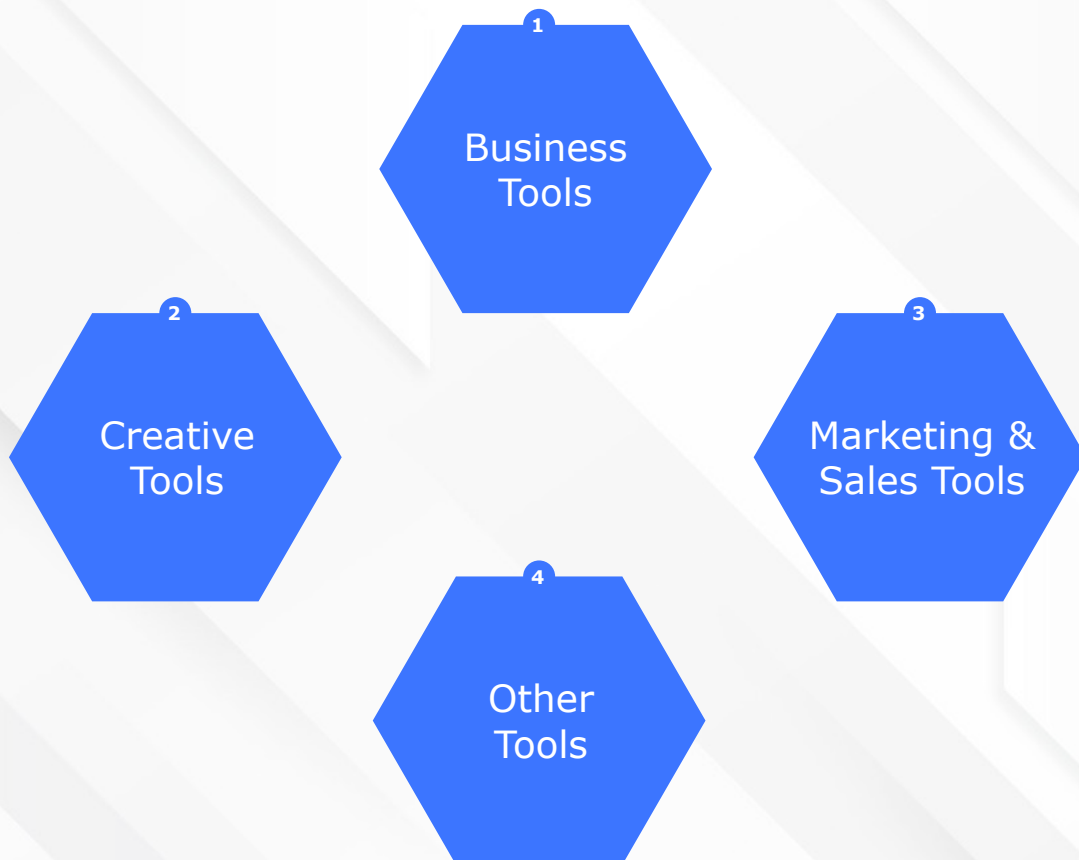 1
Business
Tools
2
Creative
Tools
3
Marketing &
Sales Tools
4
Other
Tools